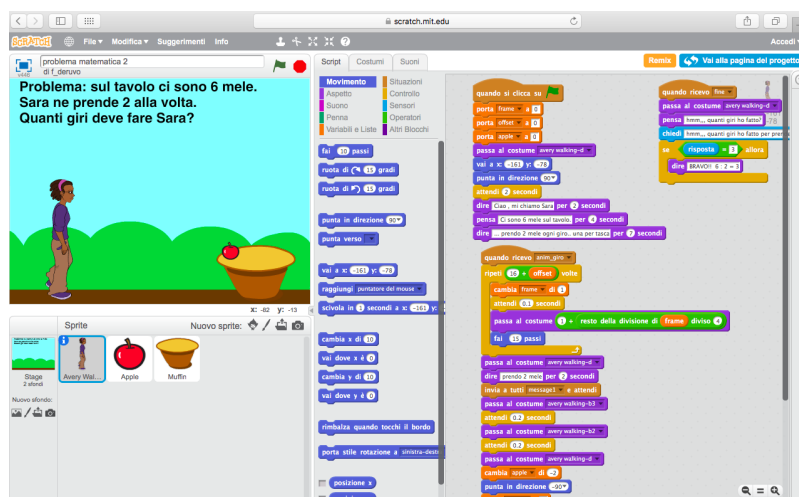 scratch.mit.edu
SCRATCH File Modifica Suggerimenti Info Accedi
problema matematica 2
di f_deruvo
v448
Script Costumi Suoni
Remix Vai alla pagina del progetto
Problema: sul tavolo ci sono 6 mele.
Sara ne prende 2 alla volta.
Quanti giri deve fare Sara?
x: -82 y: -13
Sprite Nuovo sprite:
Stage
2 sfondi
Nuovo sfondo:
Avery Wal...
Apple
Muffin
Movimento Situazioni
Aspetto Controllo
Suono Sensori
Penna Operatori
Variabili e Liste Altri Blocchi
fai 10 passi
ruota di 15 gradi
ruota di 15 gradi
punta in direzione 90
punta verso
vai a x: -161 y: -78
raggiungi puntatore del mouse
scivola in 1 secondi a x: -161 y:
cambia x di 10
vai dove x è 0
cambia y di 10
vai dove y è 0
rimbalza quando tocchi il bordo
porta stile rotazione a sinistra-dest
posizione x
quando si clicca su
porta frame a 0
porta offset a 0
porta apple a 0
passa al costume avery walking-d
vai a x: -161 y: -78
punta in direzione 90
attendi 2 secondi
dire Ciao , mi chiamo Sara per 2 secondi
pensa Ci sono 6 mele sul tavolo. per 4 secondi
dire ... prendo 2 mele ogni giro.. una per tasca per 7 secondi
quando ricevo anim_giro
ripeti 16 + offset volte
cambia frame di 1
attendi 0.1 secondi
passa al costume 1 + resto della divisione di frame diviso 4
fai 15 passi
passa al costume avery walking-d
dire prendo 2 mele per 2 secondi
invia a tutti message1 e attendi
passa al costume avery walking-b3
attendi 0.2 secondi
passa al costume avery walking-b2
attendi 0.2 secondi
passa al costume avery walking-d
cambia apple di -2
punta in direzione -90
quando ricevo fine
passa al costume avery walking-d
pensa hmm,,, quanti giri ho fatto?
chiedi hmm,, quanti giri ho fatto per pren
se risposta = 3 allora
dire BRAVO!! 6 : 2 = 3